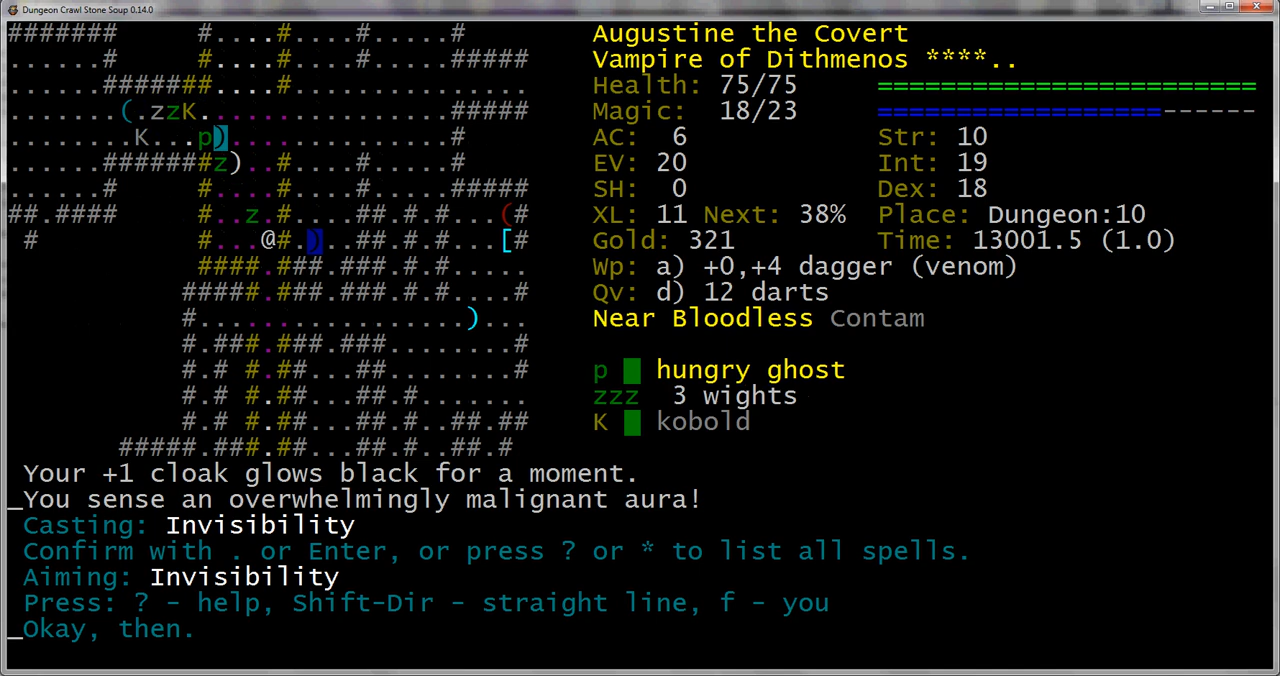 Dungeon Crawl Stone Soup 0.14.0
Augustine the Covert
Vampire of Dithmenos ****..
Health: 75/75
Magic: 18/23
AC: 6 Str: 10
EV: 20 Int: 19
SH: 0 Dex: 18
XL: 11 Next: 38% Place: Dungeon:10
Gold: 321 Time: 13001.5 (1.0)
Wp: a) +0,+4 dagger (venom)
Qv: d) 12 darts
Near Bloodless Contam
p hungry ghost
zzz 3 wights
K kobold
Your +1 cloak glows black for a moment.
_You sense an overwhelmingly malignant aura!
Casting: Invisibility
Confirm with . or Enter, or press ? or * to list all spells.
Aiming: Invisibility
Press: ? - help, Shift-Dir - straight line, f - you
_Okay, then.